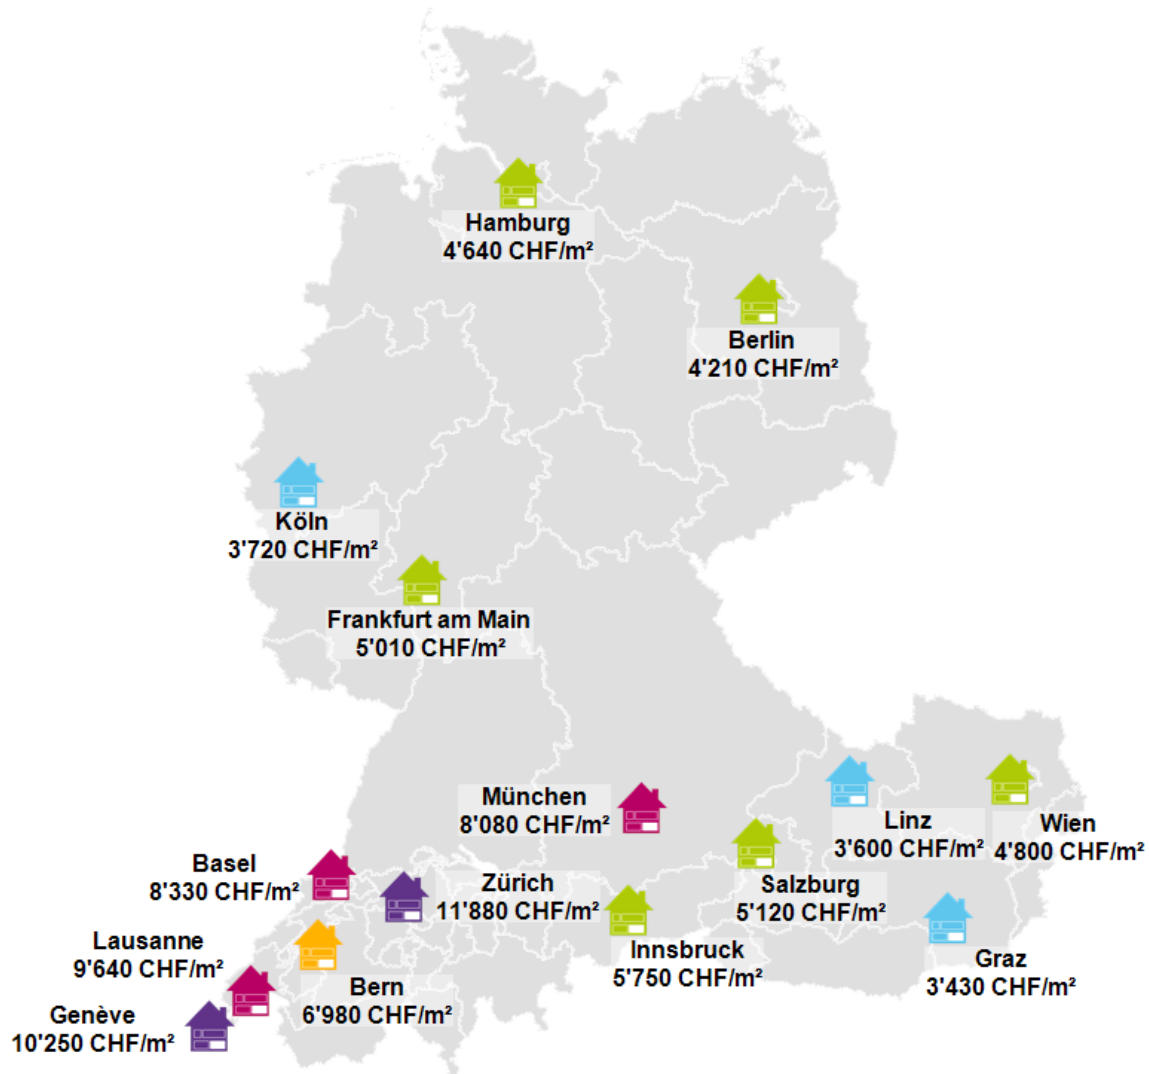 Hamburg
4'640 CHF/m²
Berlin
4'210 CHF/m²
Köln
3'720 CHF/m²
Frankfurt am Main
5'010 CHF/m²
München
8'080 CHF/m²
Linz
3'600 CHF/m²
Wien
4'800 CHF/m²
Basel
8'330 CHF/m²
Zürich
11'880 CHF/m²
Salzburg
5'120 CHF/m²
Lausanne
9'640 CHF/m²
Innsbruck
5'750 CHF/m²
Graz
3'430 CHF/m²
Bern
6'980 CHF/m²
Genève
10'250 CHF/m²